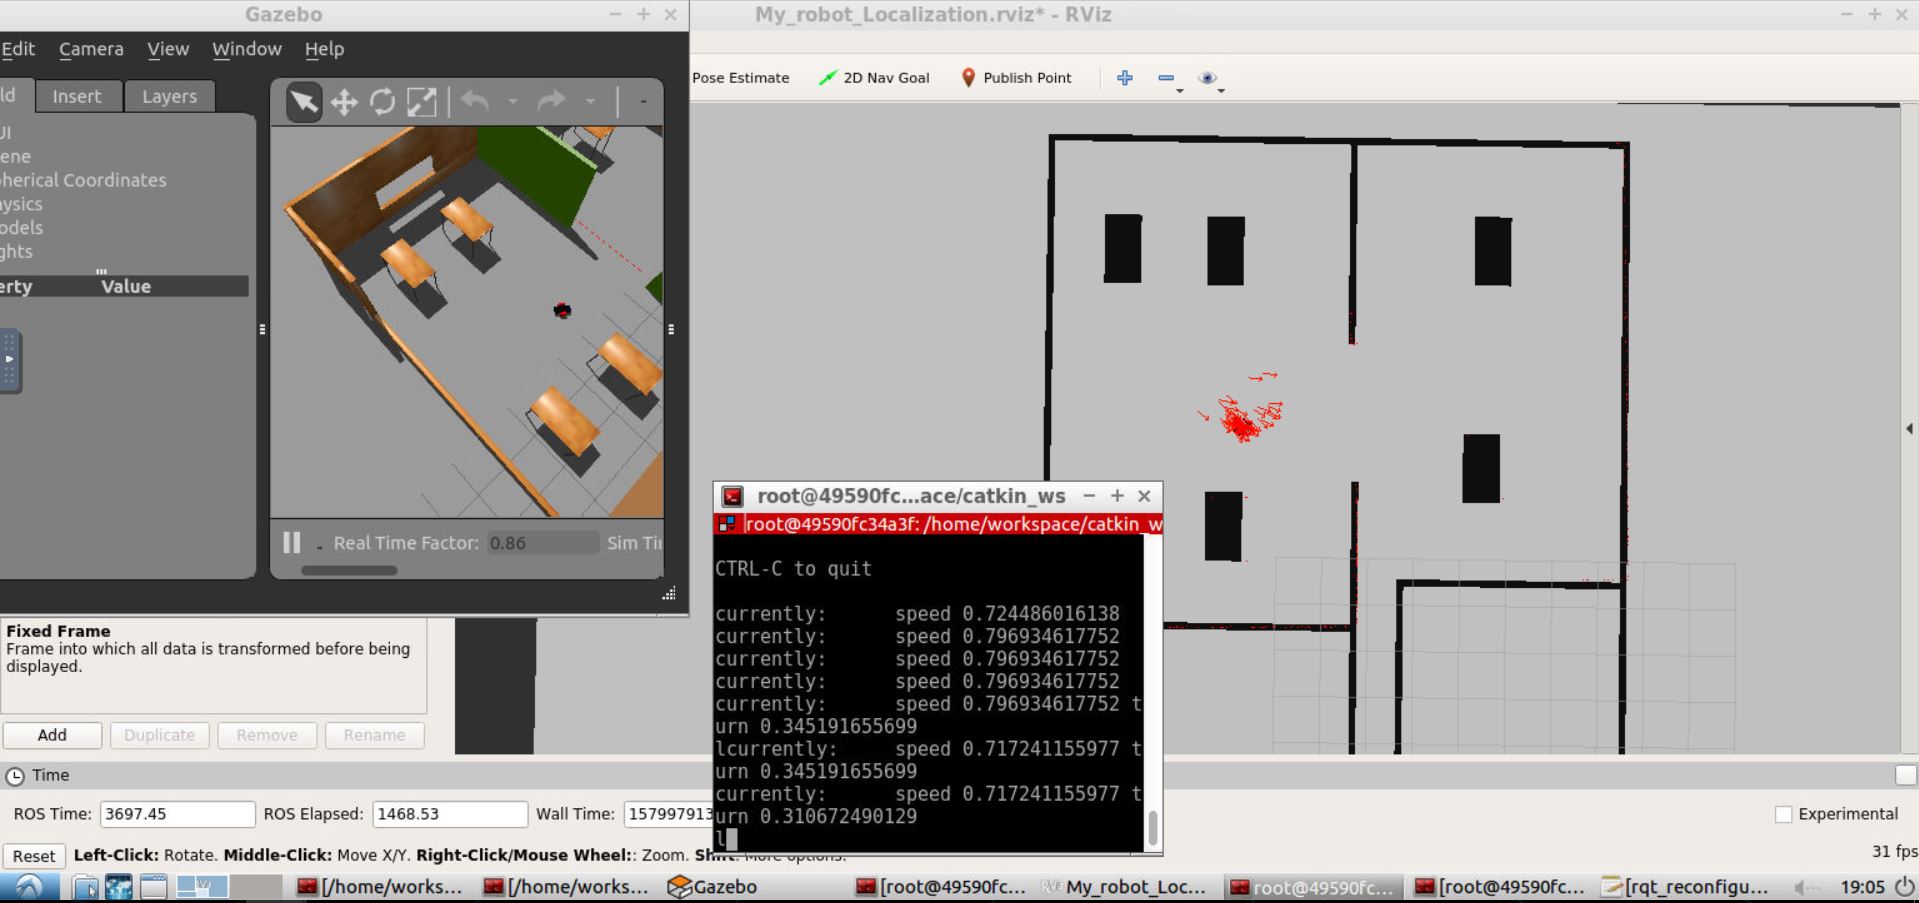 Gazebo
My_robot_Localization.rviz* - RViz
Edit Camera View Window Help
Pose Estimate 2D Nav Goal Publish Point
ld Insert Layers
UI
ene
pherical Coordinates
hysics
odels
ghts
erty Value
Real Time Factor: 0.86 Sim Ti
root@49590fc...ace/catkin_ws
root@49590fc34a3f: /home/workspace/catkin_w
CTRL-C to quit
currently: speed 0.724486016138
currently: speed 0.796934617752
currently: speed 0.796934617752
currently: speed 0.796934617752
currently: speed 0.796934617752 t
urn 0.345191655699
lcurrently: speed 0.717241155977 t
urn 0.345191655699
currently: speed 0.717241155977 t
urn 0.310672490129
l
Fixed Frame
Frame into which all data is transformed before being
displayed.
Add Duplicate Remove Rename
Time
ROS Time: 3697.45 ROS Elapsed: 1468.53 Wall Time: 157997913
Experimental
Reset Left-Click: Rotate. Middle-Click: Move X/Y. Right-Click/Mouse Wheel:: Zoom. Shift: More options.
31 fps
[/home/works... [/home/works... Gazebo [root@49590fc... My_robot_Loc... root@49590fc... [root@49590fc... [rqt_reconfigu... 19:05